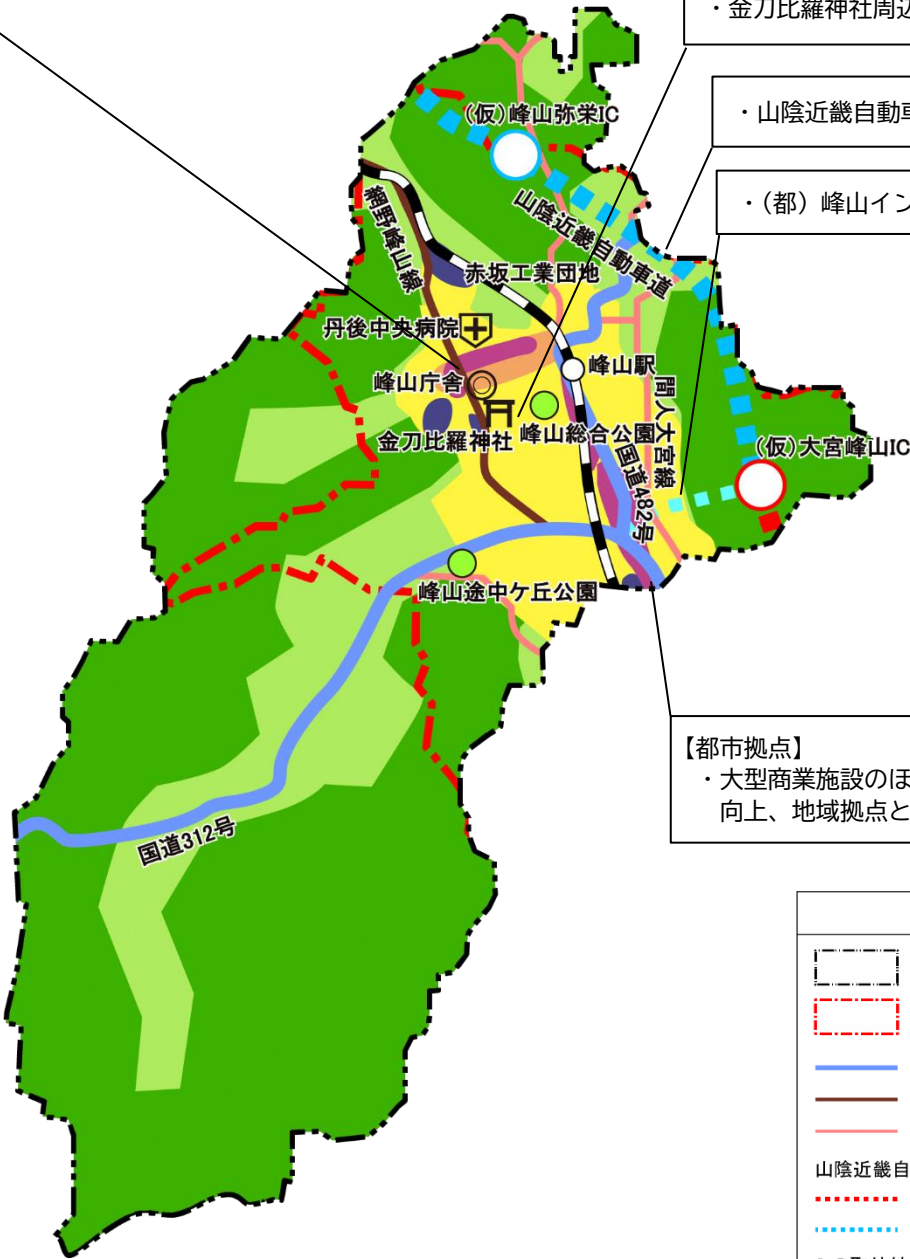 ・金刀比羅神社周辺
・山陰近畿自動車
・（都）峰山イン
(仮)峰山弥栄IC
網野峰山線
山陰近畿自動車道
赤坂工業団地
丹後中央病院
峰山駅
峰山庁舎
間人大宮線
金刀比羅神社
峰山総合公園
(仮)大宮峰山IC
国道482号
峰山途中ケ丘公園
【都市拠点】
・大型商業施設のほ
向上、地域拠点と
国道312号
山陰近畿自